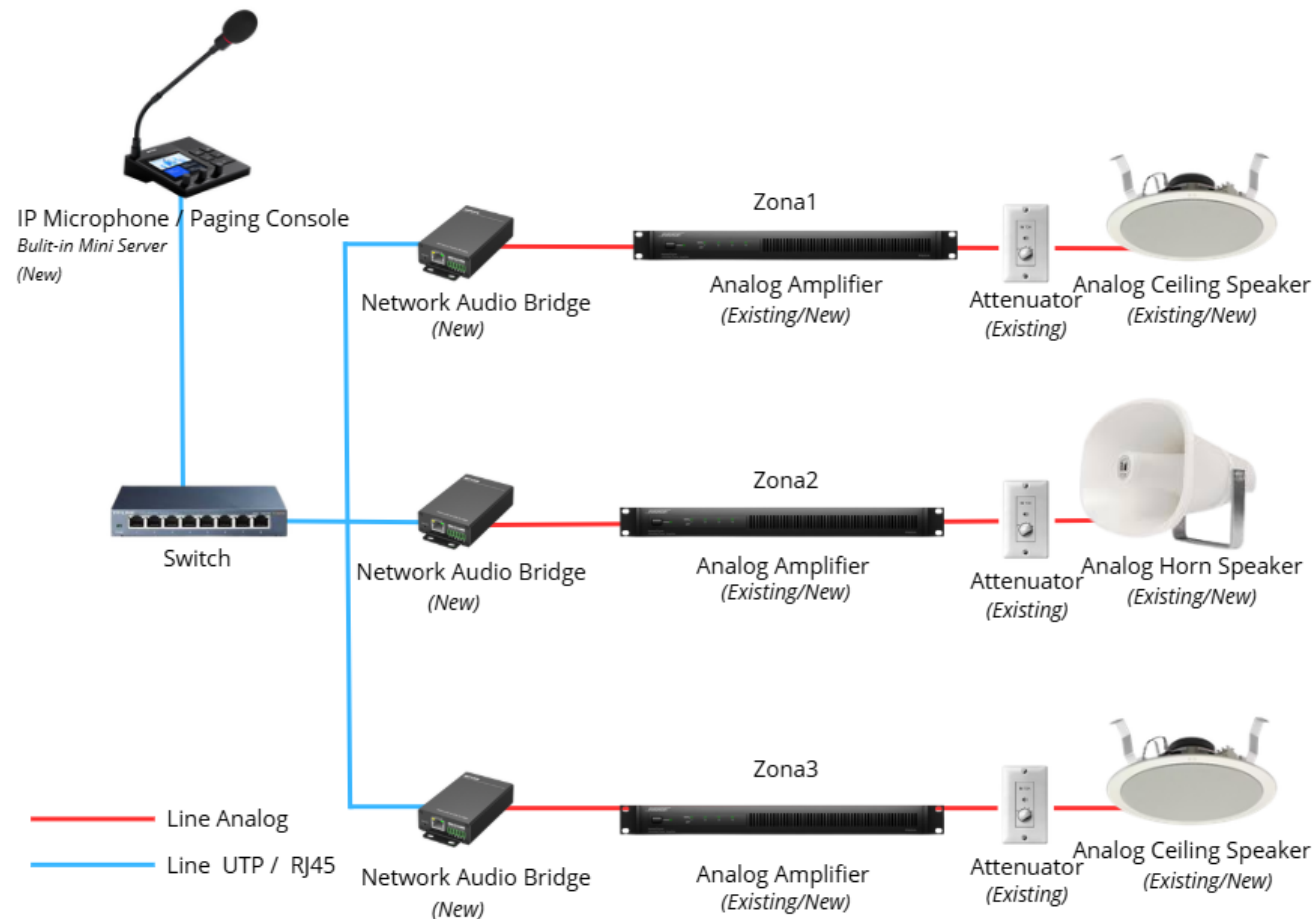 IP Microphone / Paging Console
Bulit-in Mini Server
(New)
Switch
Network Audio Bridge
(New)
Zona1
Analog Amplifier
(Existing/New)
Attenuator
(Existing)
Analog Ceiling Speaker
(Existing/New)
Network Audio Bridge
(New)
Zona2
Analog Amplifier
(Existing/New)
Attenuator
(Existing)
Analog Horn Speaker
(Existing/New)
Network Audio Bridge
(New)
Zona3
Analog Amplifier
(Existing/New)
Attenuator
(Existing)
Analog Ceiling Speaker
(Existing/New)
Line Analog
Line UTP / RJ45